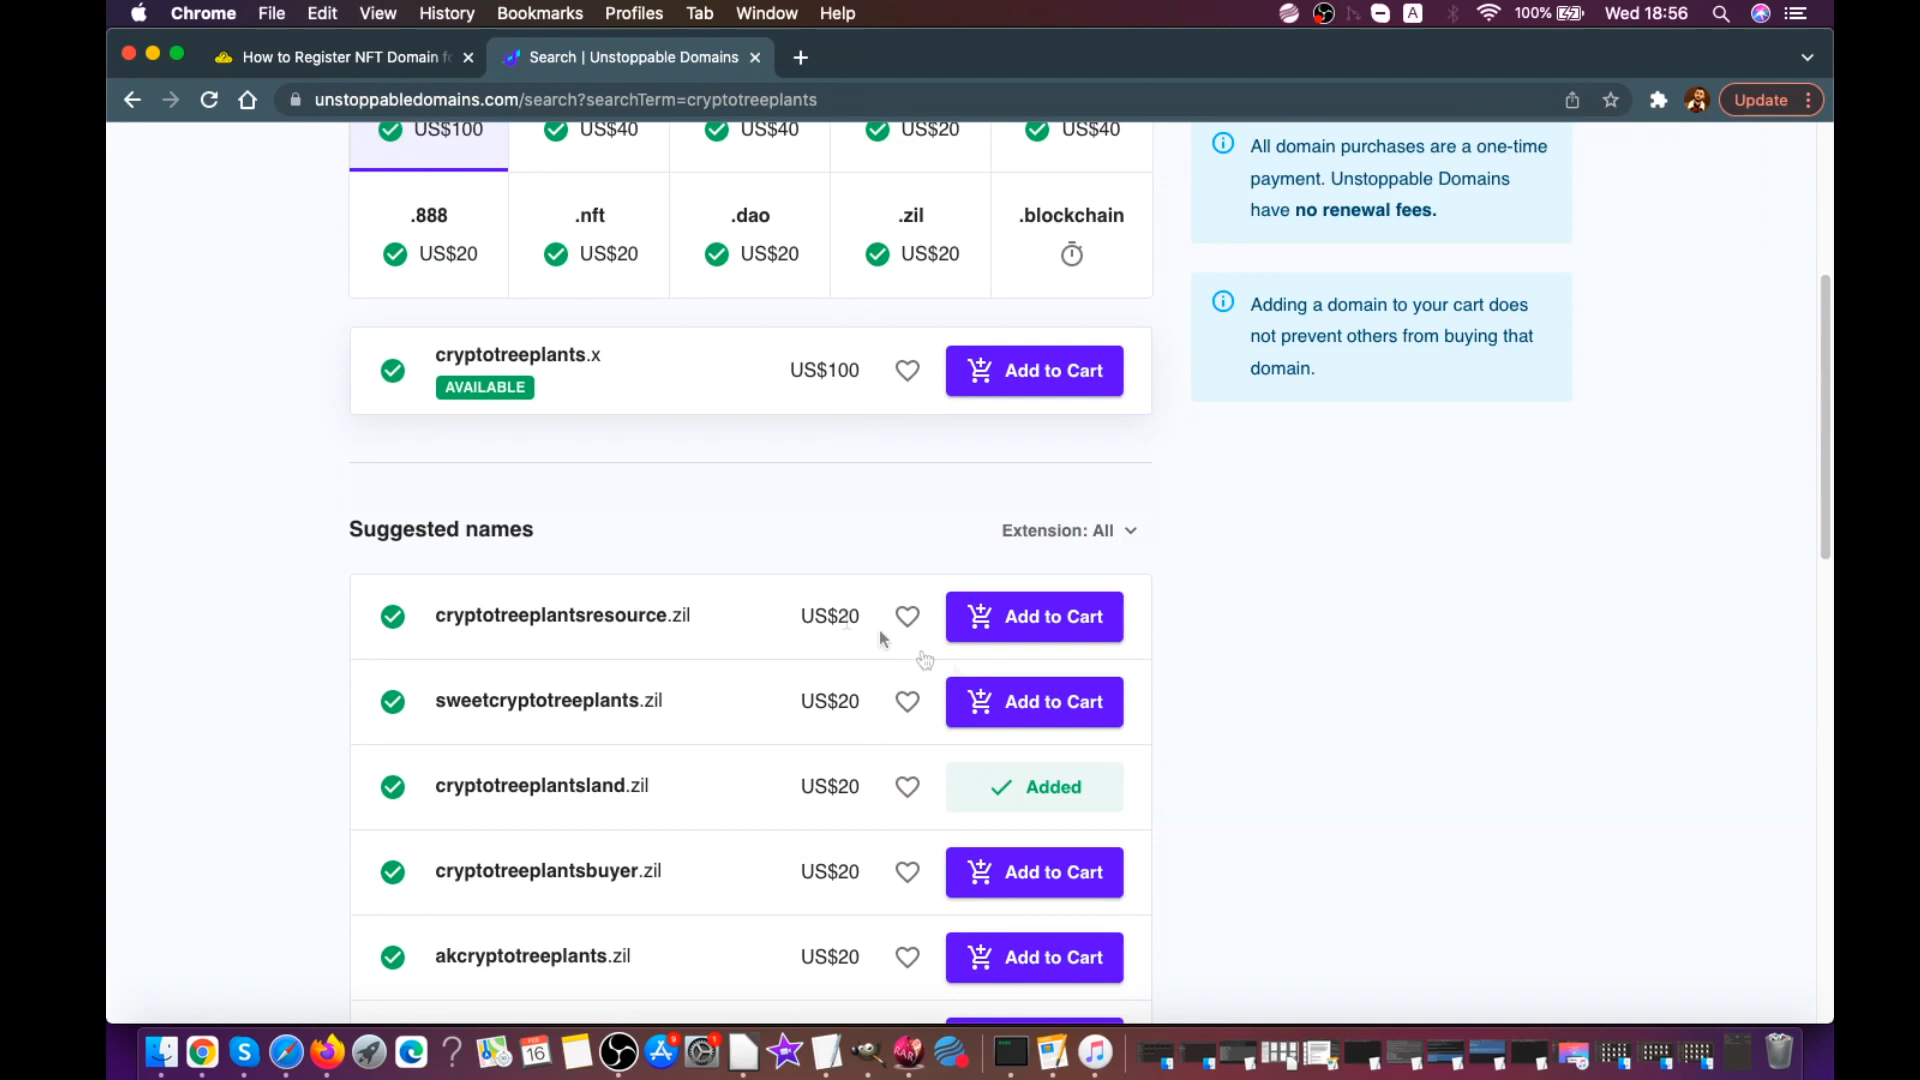 Chrome File Edit View History Bookmarks Profiles Tab Window Help
A 100% Wed 18:56
How to Register NFT Domain fo
Search | Unstoppable Domains
unstoppabledomains.com/search?searchTerm=cryptotreeplants
Update
US$100 US$40 US$40 US$20 US$40
.888 .nft .dao .zil .blockchain
US$20 US$20 US$20 US$20
All domain purchases are a one-time
payment. Unstoppable Domains
have no renewal fees.
Adding a domain to your cart does
not prevent others from buying that
domain.
cryptotreeplants.x
AVAILABLE
US$100
Add to Cart
Suggested names
Extension: All
cryptotreeplantsresource.zil US$20 Add to Cart
sweetcryptotreeplants.zil US$20 Add to Cart
cryptotreeplantsland.zil US$20 Added
cryptotreeplantsbuyer.zil US$20 Add to Cart
akcryptotreeplants.zil US$20 Add to Cart
16